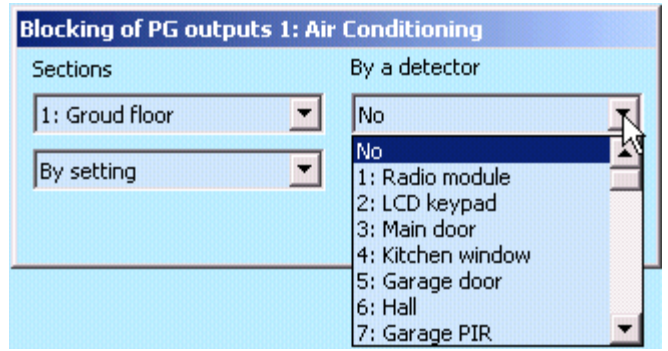 Blocking of PG outputs 1: Air Conditioning
Sections
By a detector
1: Groud floor
No
By setting
No
1: Radio module
2: LCD keypad
3: Main door
4: Kitchen window
5: Garage door
6: Hall
7: Garage PIR